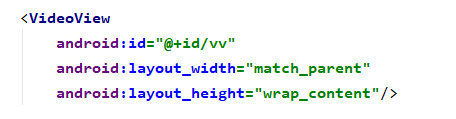 <VideoView
android:id="@+id/vv"
android:layout_width="match_parent"
android:layout_height="wrap_content"/>